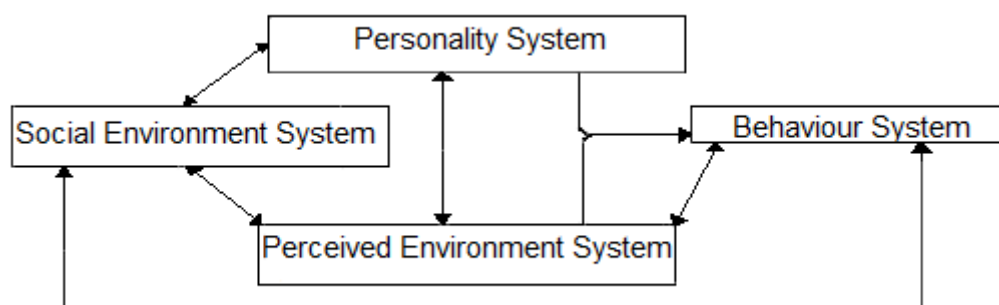 Personality System
Social Environment System
Behaviour System
Perceived Environment System